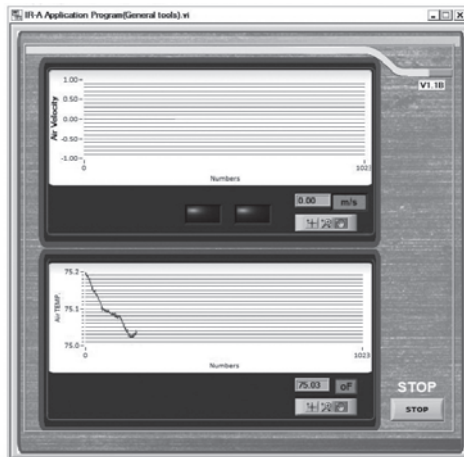 IR-A Application Program(General tools).vi
V1.1B
Air Velocity
1.00
0.50
0.00
-0.50
-1.00
0
1023
Numbers
0.00
m/s
Air TEMP.
75.2
75.1
75.0
0
1023
Numbers
75.03
oF
STOP
STOP